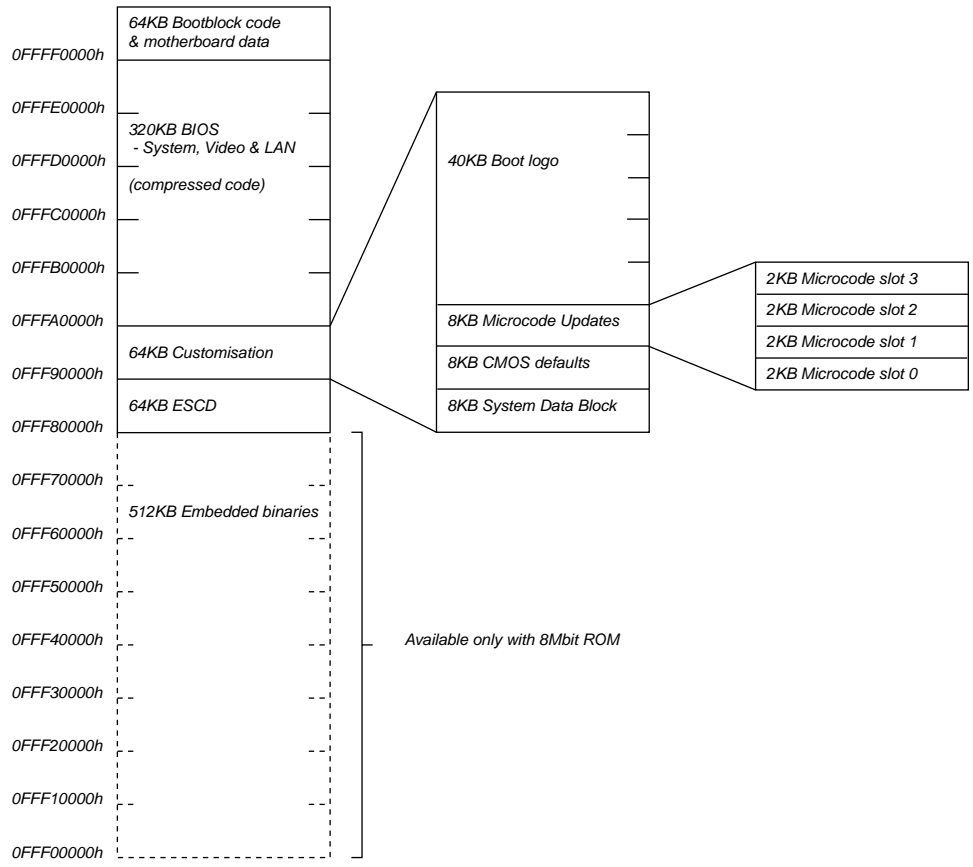 64KB Bootblock code
& motherboard data
0FFFF0000h
0FFFE0000h
320KB BIOS
- System, Video & LAN
0FFFD0000h
(compressed code)
0FFFC0000h
0FFFB0000h
0FFFA0000h
64KB Customisation
0FFF90000h
64KB ESCD
0FFF80000h
0FFF70000h
512KB Embedded binaries
0FFF60000h
0FFF50000h
0FFF40000h
0FFF30000h
0FFF20000h
0FFF10000h
0FFF00000h
40KB Boot logo
8KB Microcode Updates
8KB CMOS defaults
8KB System Data Block
2KB Microcode slot 3
2KB Microcode slot 2
2KB Microcode slot 1
2KB Microcode slot 0
Available only with 8Mbit ROM